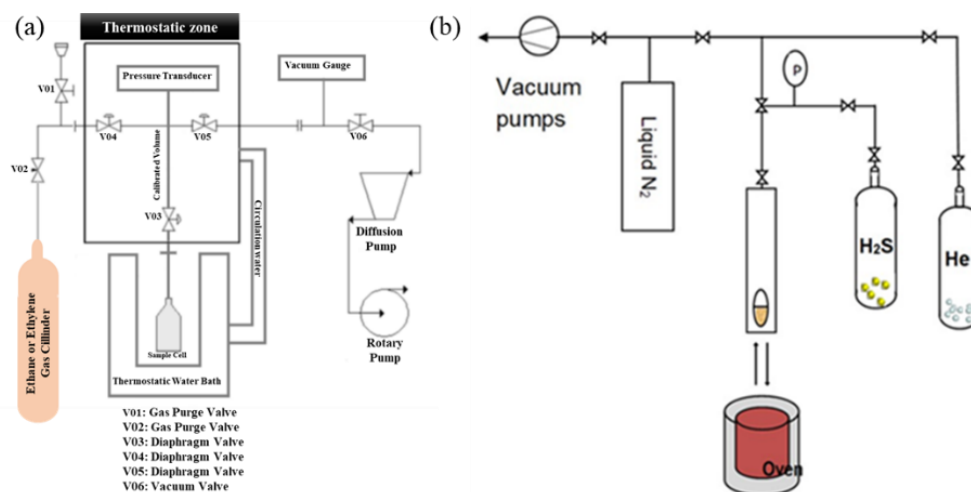 (a)
Thermostatic zone
Pressure Transducer
Vacuum Gauge
V01
V04
V05
V06
V02
Calibrated Volume
V03
Circulation water
Diffusion
Pump
Rotary
Pump
Ethane or Ethylene
Gas Cillinder
Sample Cell
Thermostatic Water Bath
V01: Gas Purge Valve
V02: Gas Purge Valve
V03: Diaphragm Valve
V04: Diaphragm Valve
V05: Diaphragm Valve
V06: Vacuum Valve
(b)
Vacuum
pumps
Liquid N₂
P
H₂S
He
Oven